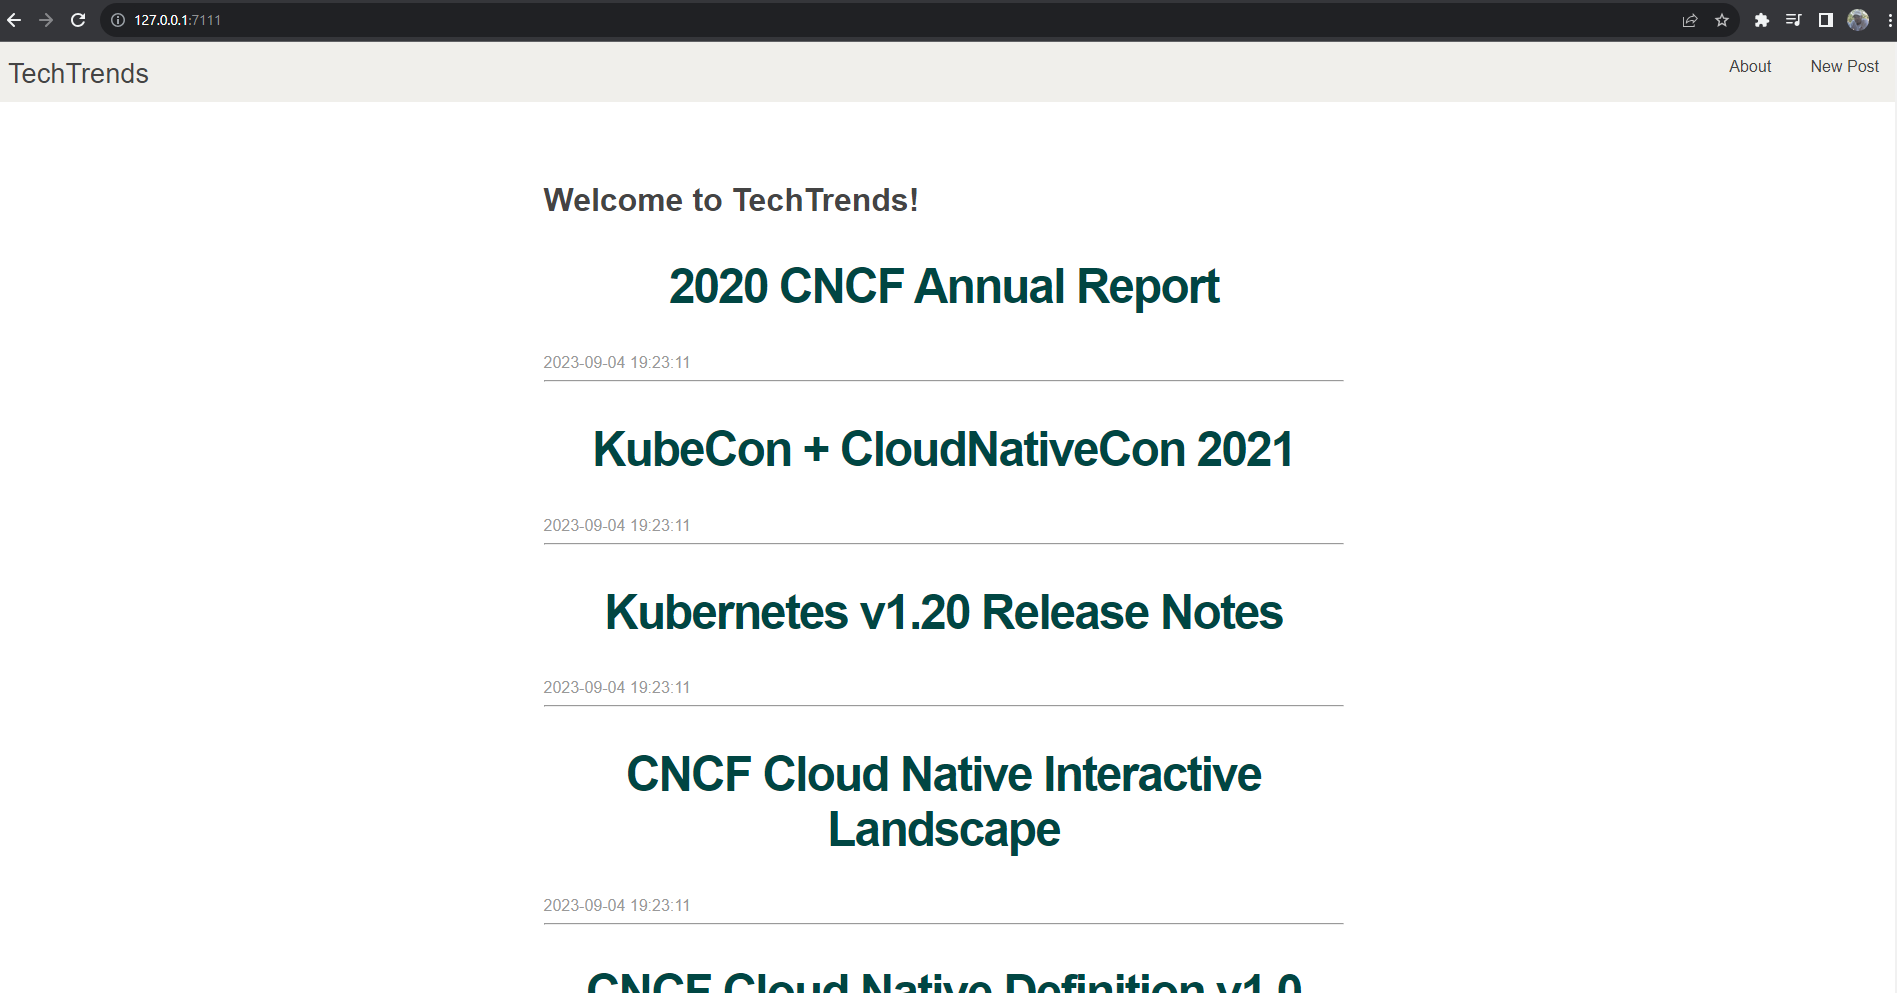 127.0.0.1:7111
TechTrends
About
New Post
Welcome to TechTrends!
2020 CNCF Annual Report
2023-09-04 19:23:11
KubeCon + CloudNativeCon 2021
2023-09-04 19:23:11
Kubernetes v1.20 Release Notes
2023-09-04 19:23:11
CNCF Cloud Native Interactive
Landscape
2023-09-04 19:23:11
CNCF Cloud Native Definition v1.0